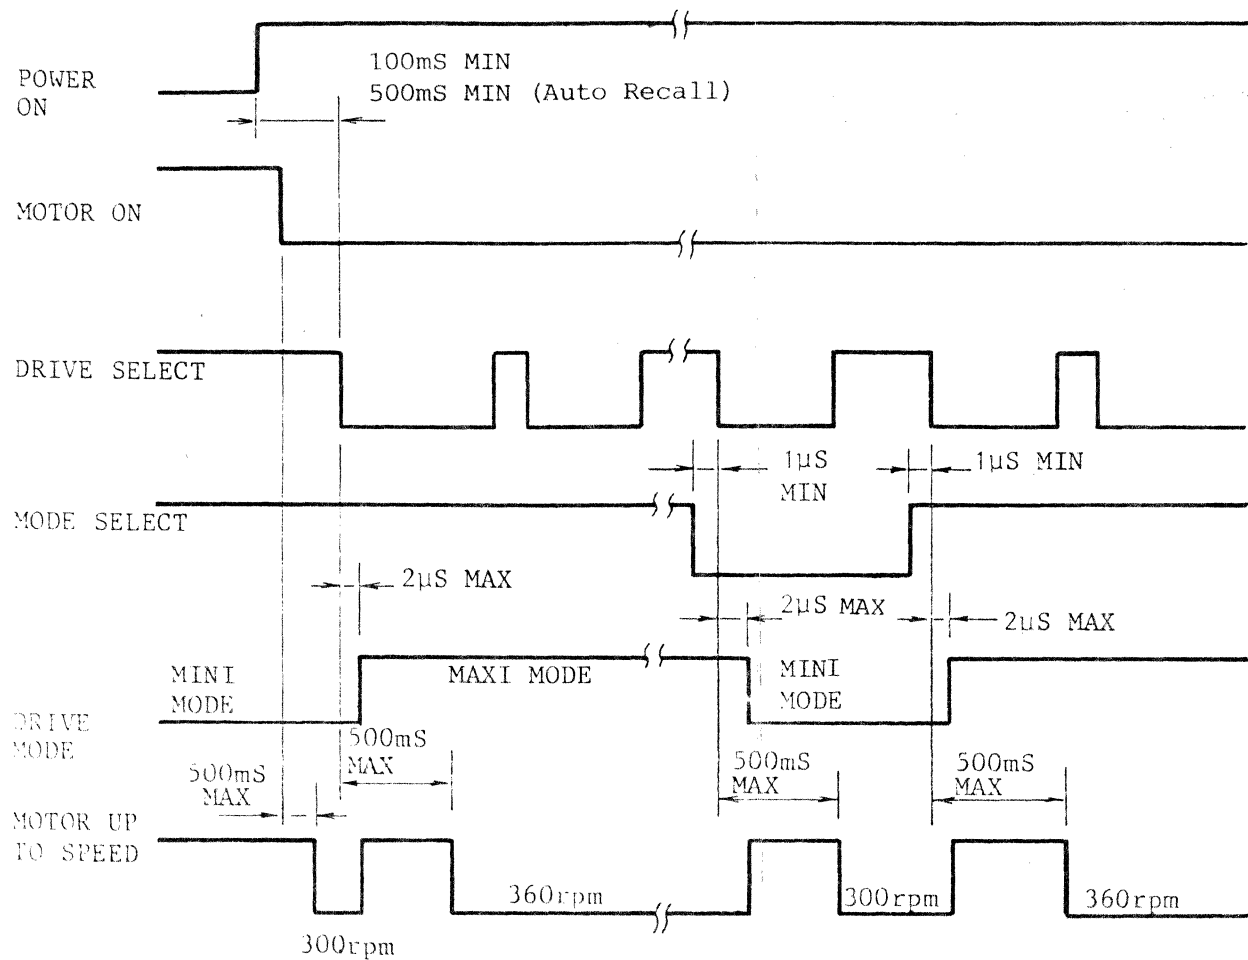 100mS MIN
500mS MIN (Auto Recall)
POWER
ON
MOTOR ON
DRIVE SELECT
1µS
MIN
1µS MIN
MODE SELECT
2µS MAX
2µS MAX
2µS MAX
MINI
MODE
MAXI MODE
MINI
MODE
DRIVE
MODE
500mS
MAX
500mS
MAX
500mS
MAX
500mS
MAX
MOTOR UP
TO SPEED
360rpm
300rpm
360rpm
300rpm